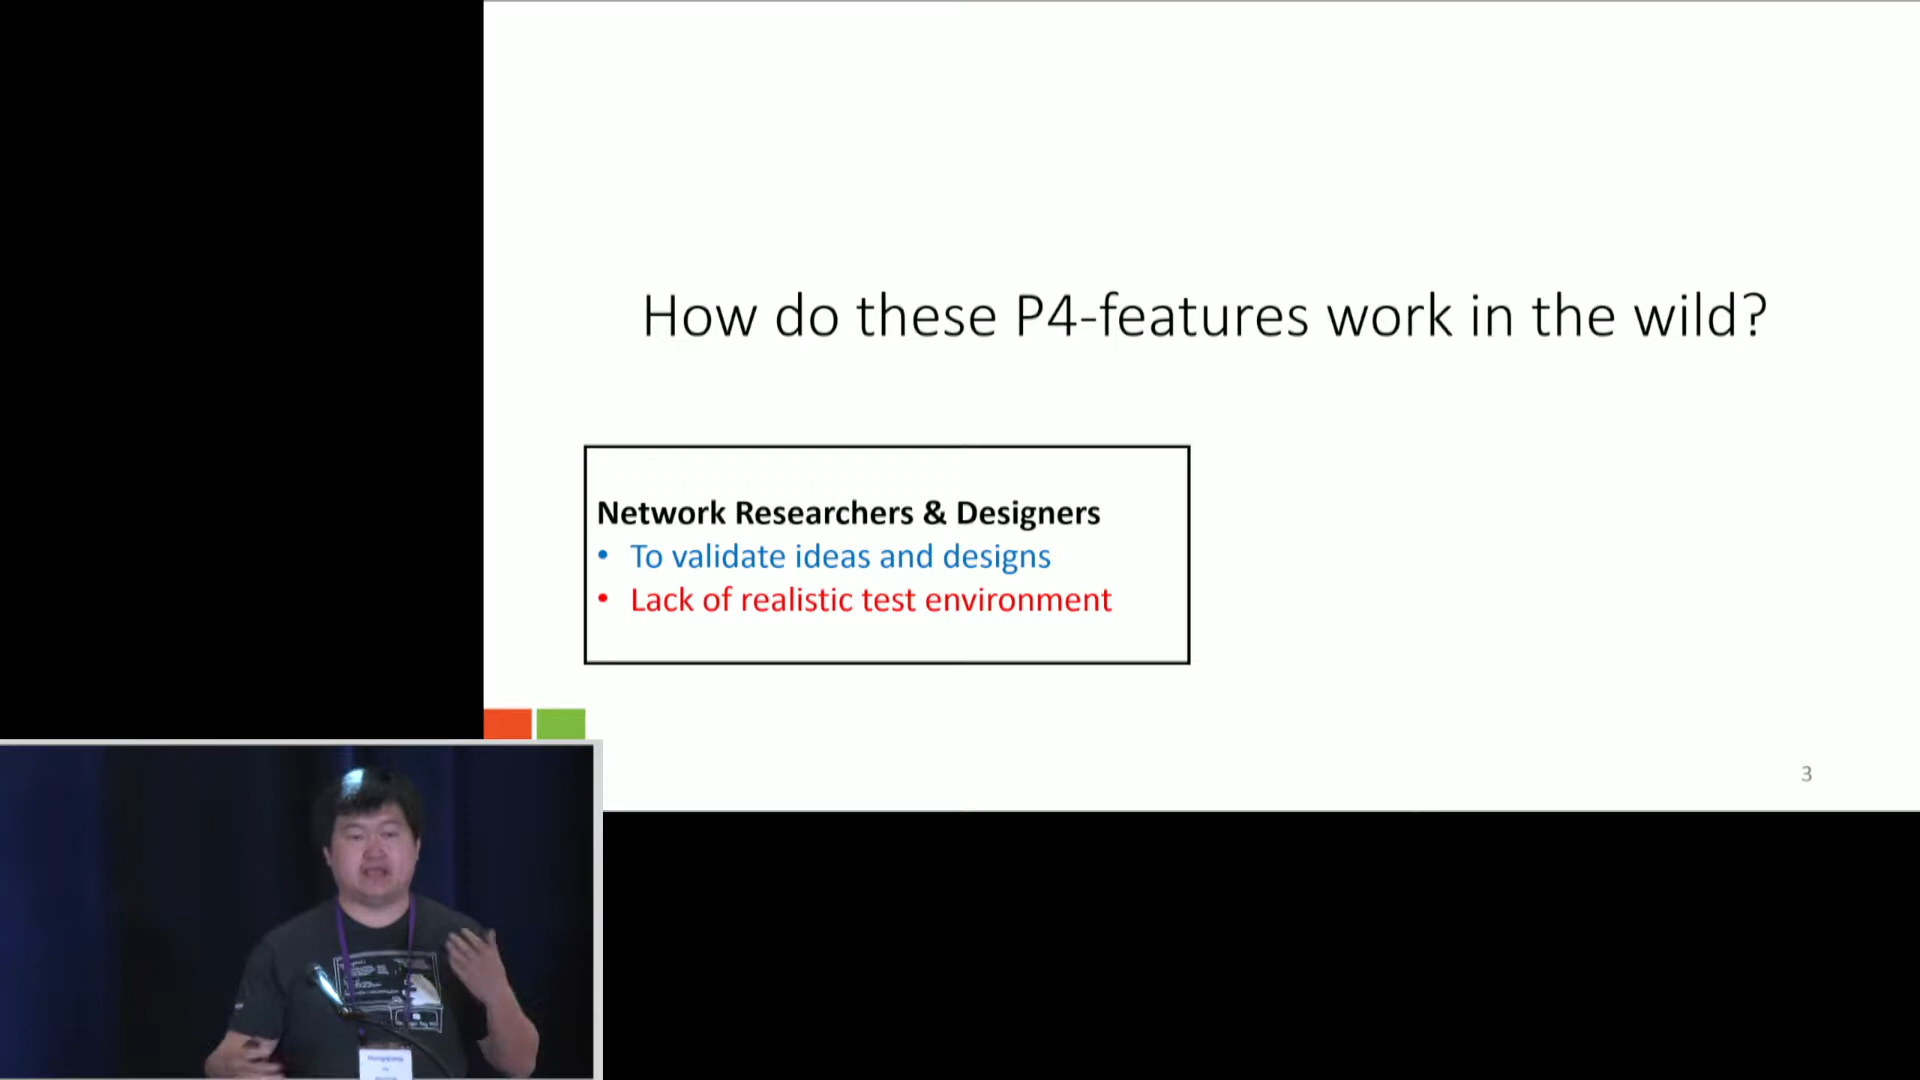 How do these P4-features work in the wild?
Network Researchers & Designers
• To validate ideas and designs
• Lack of realistic test environment
3